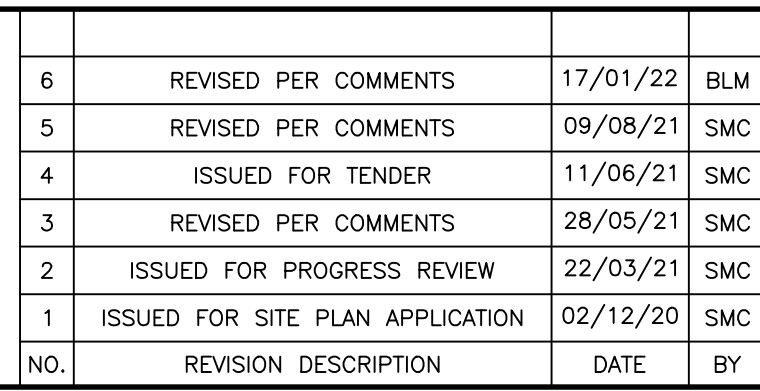 6 REVISED PER COMMENTS 17/01/22 BLM
5 REVISED PER COMMENTS 09/08/21 SMC
4 ISSUED FOR TENDER 11/06/21 SMC
3 REVISED PER COMMENTS 28/05/21 SMC
2 ISSUED FOR PROGRESS REVIEW 22/03/21 SMC
1 ISSUED FOR SITE PLAN APPLICATION 02/12/20 SMC
NO. REVISION DESCRIPTION DATE BY